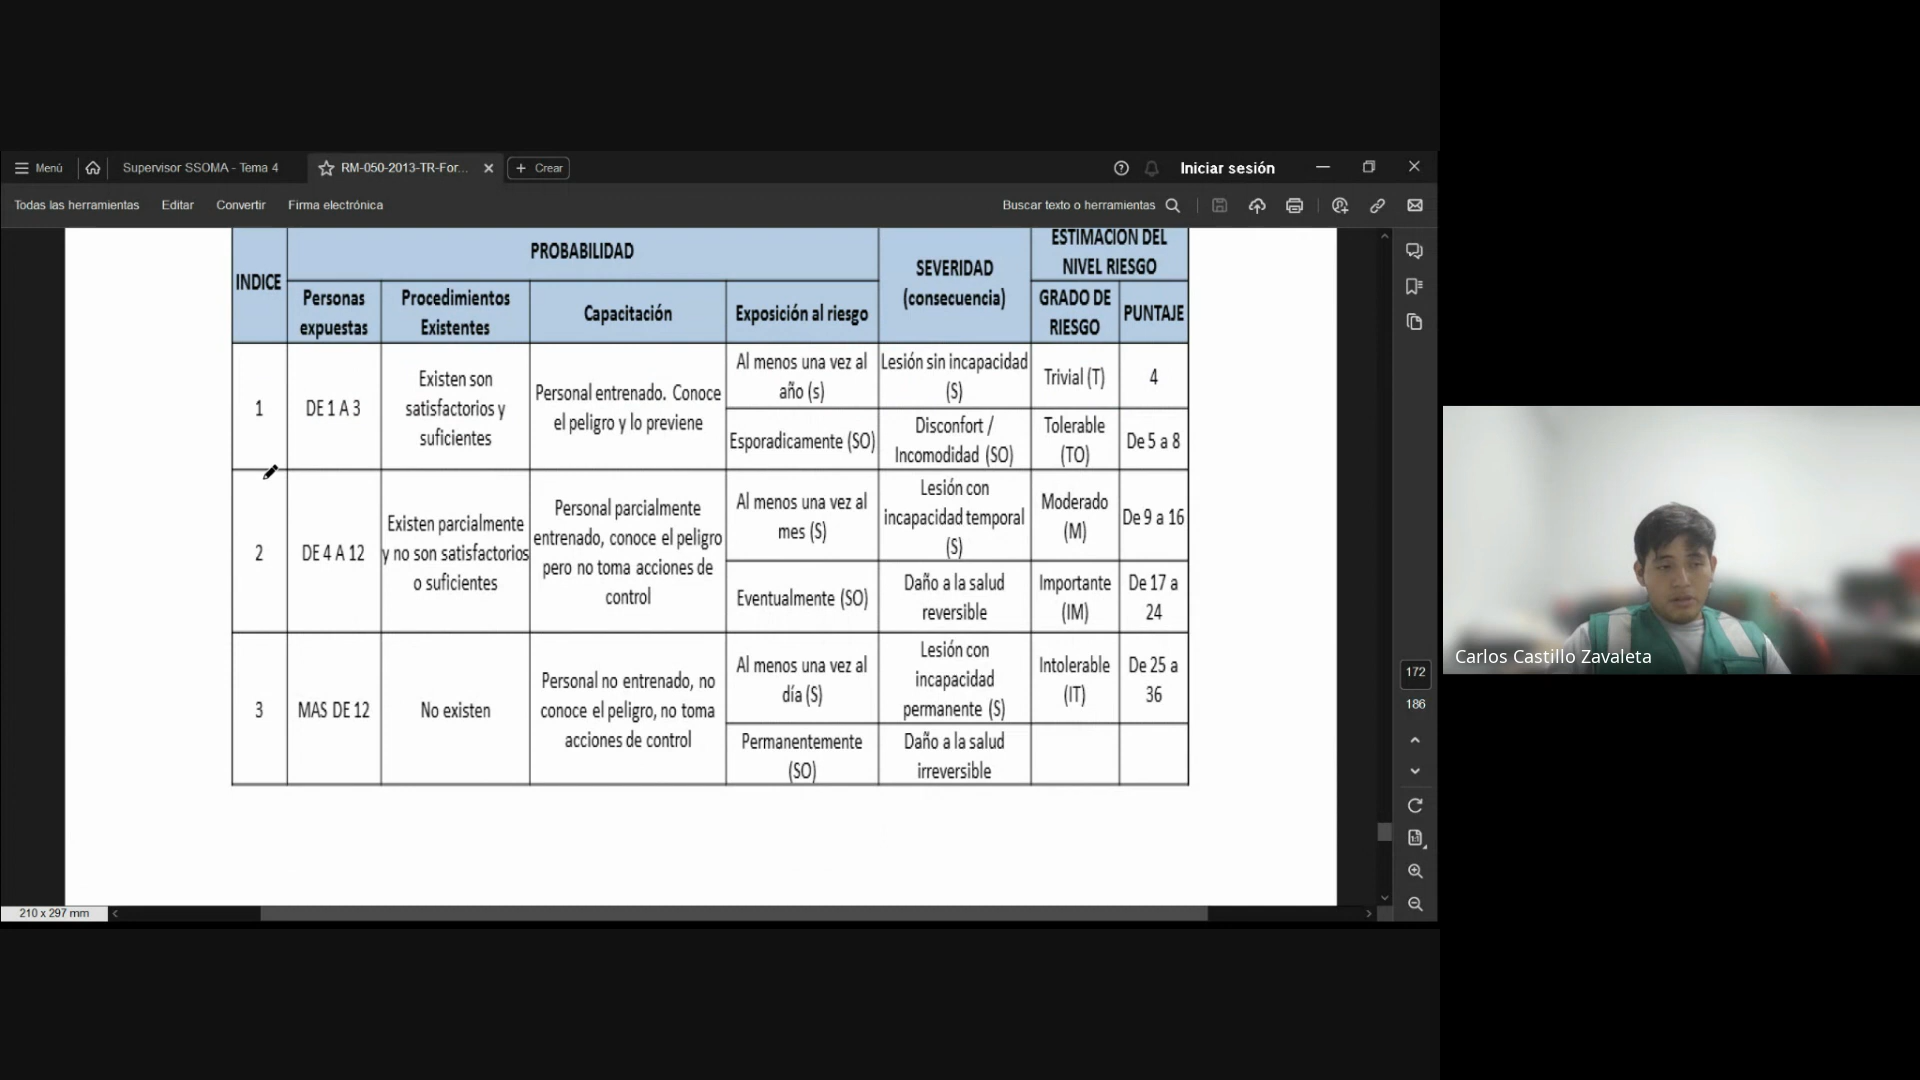 Menú
Supervisor SSOMA - Tema 4
RM-050-2013-TR-For...
Crear
Iniciar sesión
Todas las herramientas
Editar
Convertir
Firma electrónica
Buscar texto o herramientas
INDICE
PROBABILIDAD
SEVERIDAD
(consecuencia)
ESTIMACION DEL
NIVEL RIESGO
Personas
expuestas
Procedimientos
Existentes
Capacitación
Exposición al riesgo
GRADO DE
RIESGO
PUNTAJE
1
DE 1 A 3
Existen son
satisfactorios y
suficientes
Personal entrenado. Conoce
el peligro y lo previene
Al menos una vez al
año (s)
Lesión sin incapacidad
(S)
Trivial (T)
4
Esporadicamente (SO)
Disconfort /
Incomodidad (SO)
Tolerable
(TO)
De 5 a 8
2
DE 4 A 12
Existen parcialmente
y no son satisfactorios
o suficientes
Personal parcialmente
entrenado, conoce el peligro
pero no toma acciones de
control
Al menos una vez al
mes (S)
Lesión con
incapacidad temporal
(S)
Moderado
(M)
De 9 a 16
Eventualmente (SO)
Daño a la salud
reversible
Importante
(IM)
De 17 a
24
3
MAS DE 12
No existen
Personal no entrenado, no
conoce el peligro, no toma
acciones de control
Al menos una vez al
día (S)
Lesión con
incapacidad
permanente (S)
Intolerable
(IT)
De 25 a
36
Permanentemente
(SO)
Daño a la salud
irreversible
172
186
210 x 297 mm
Carlos Castillo Zavaleta